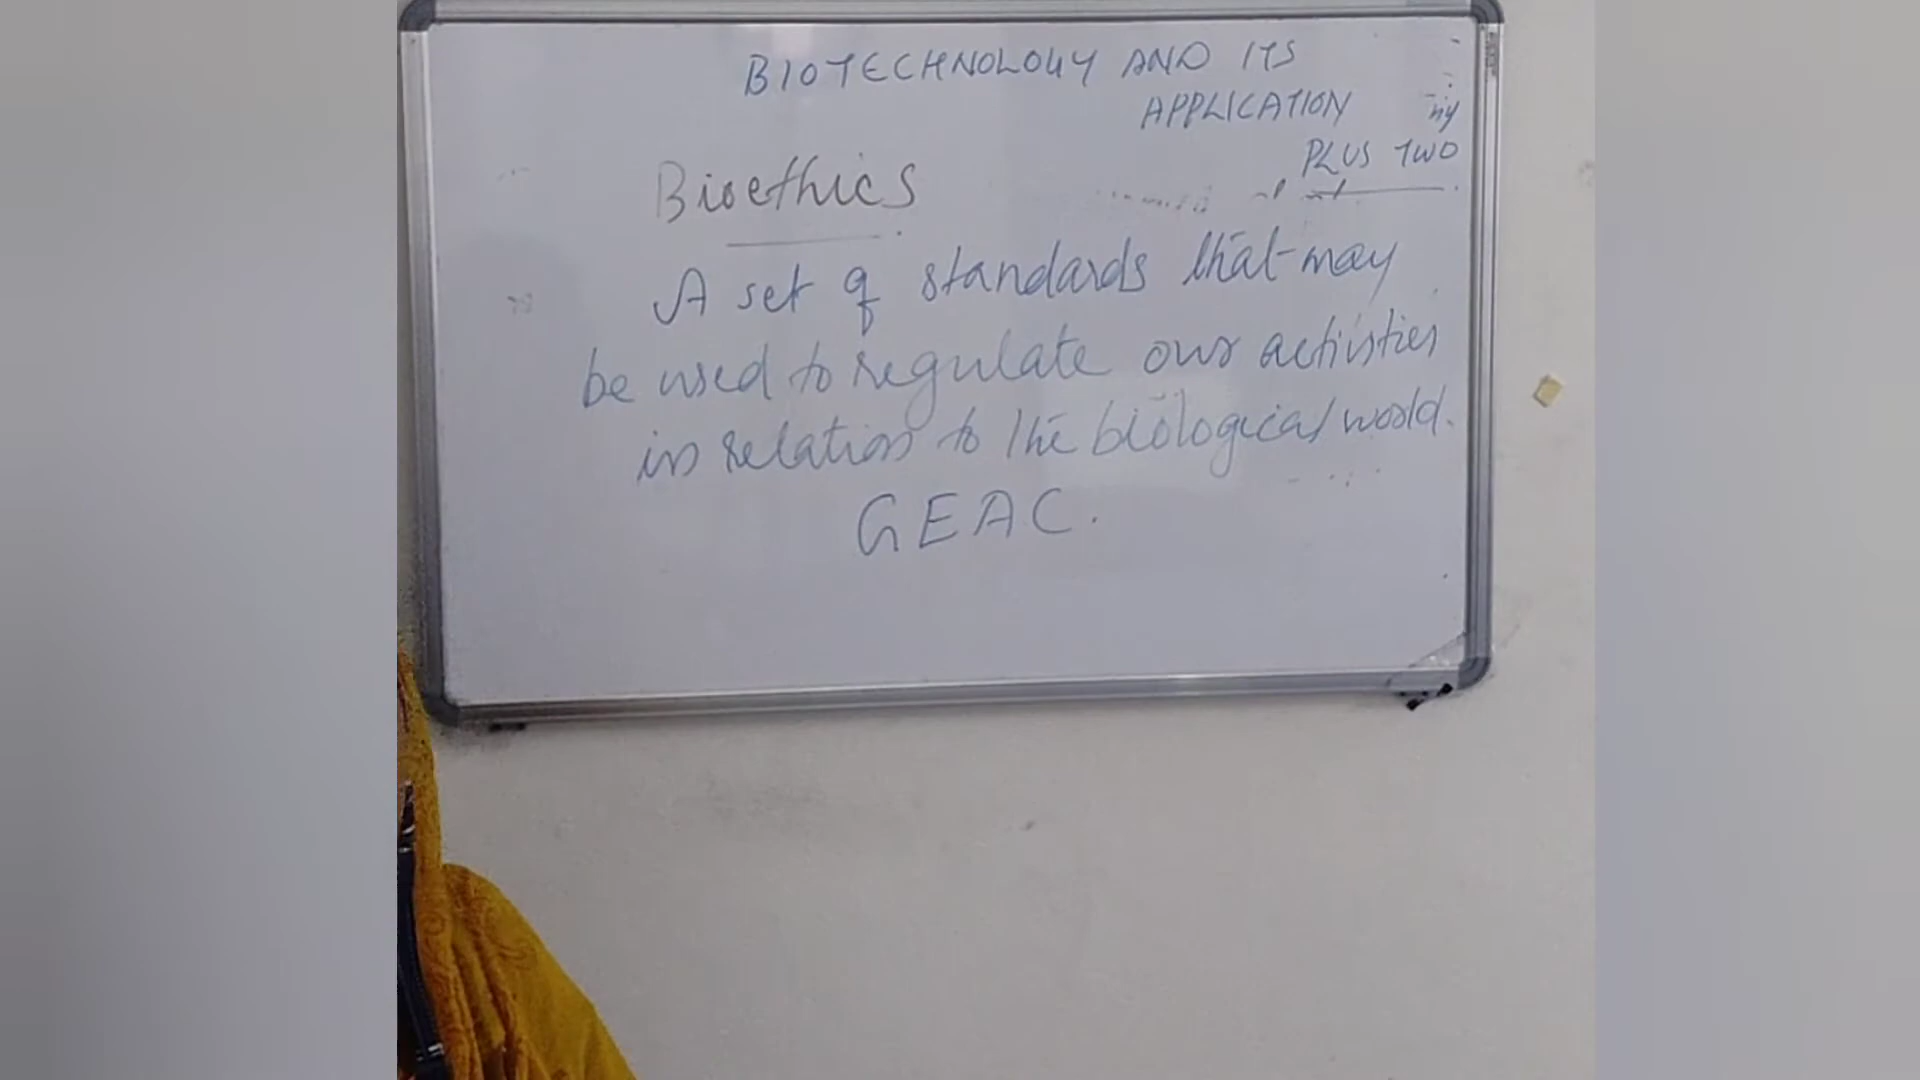 BIOTECHNOLOGY AND ITS
APPLICATION
PLUS TWO
Bioethics
A set of standards that may
be used to regulate our activities
in relation to the biological world.
GEAC.